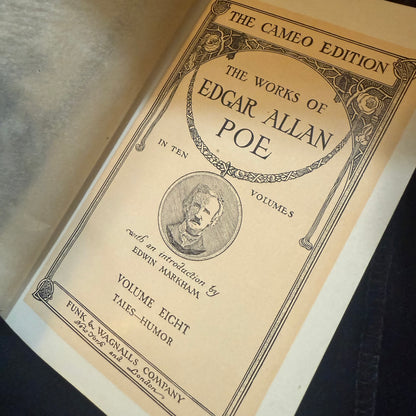 THE CAMEO EDITION
THE WORKS OF
EDGAR ALLAN
POE
IN TEN VOLUMES
with an introduction by
EDWIN MARKHAM
VOLUME EIGHT
TALES—HUMOR
FUNK & WAGNALLS COMPANY
New York and London